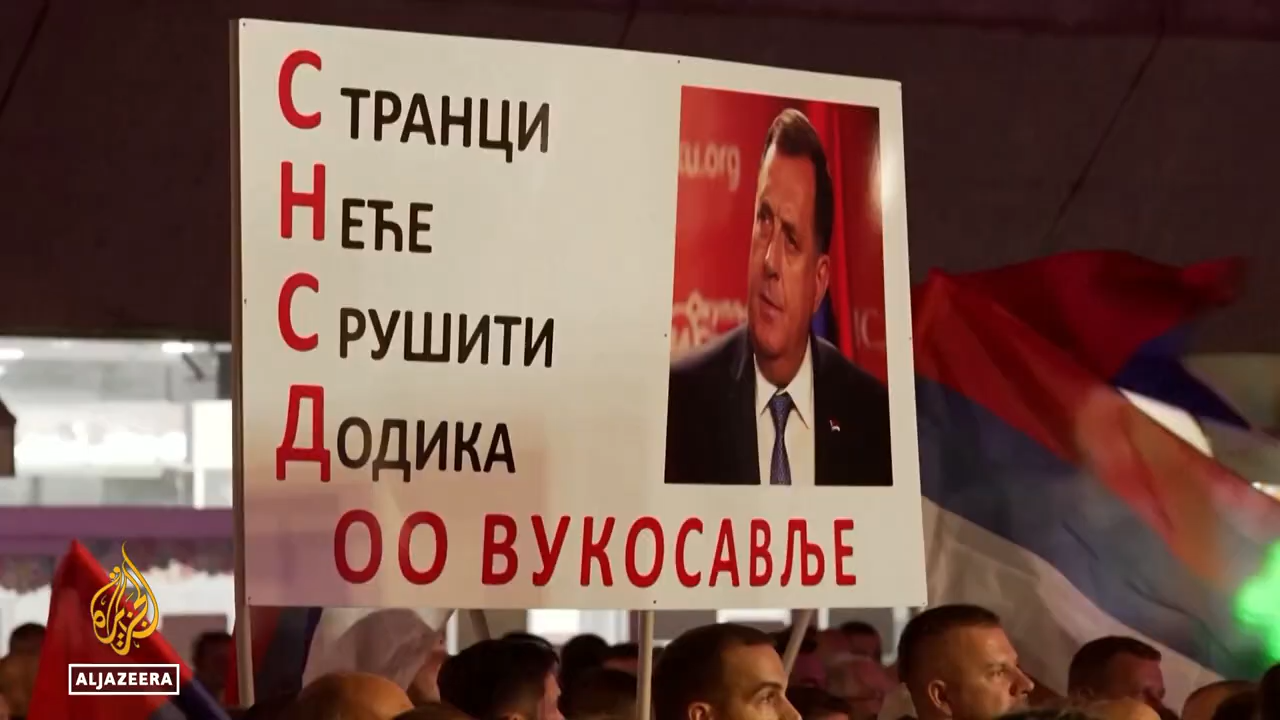 СТРАНЦИ
НЕЋЕ
СРУШИТИ
ДОДИКА
ОО ВУКОСАВЉЕ
ALJAZEERA